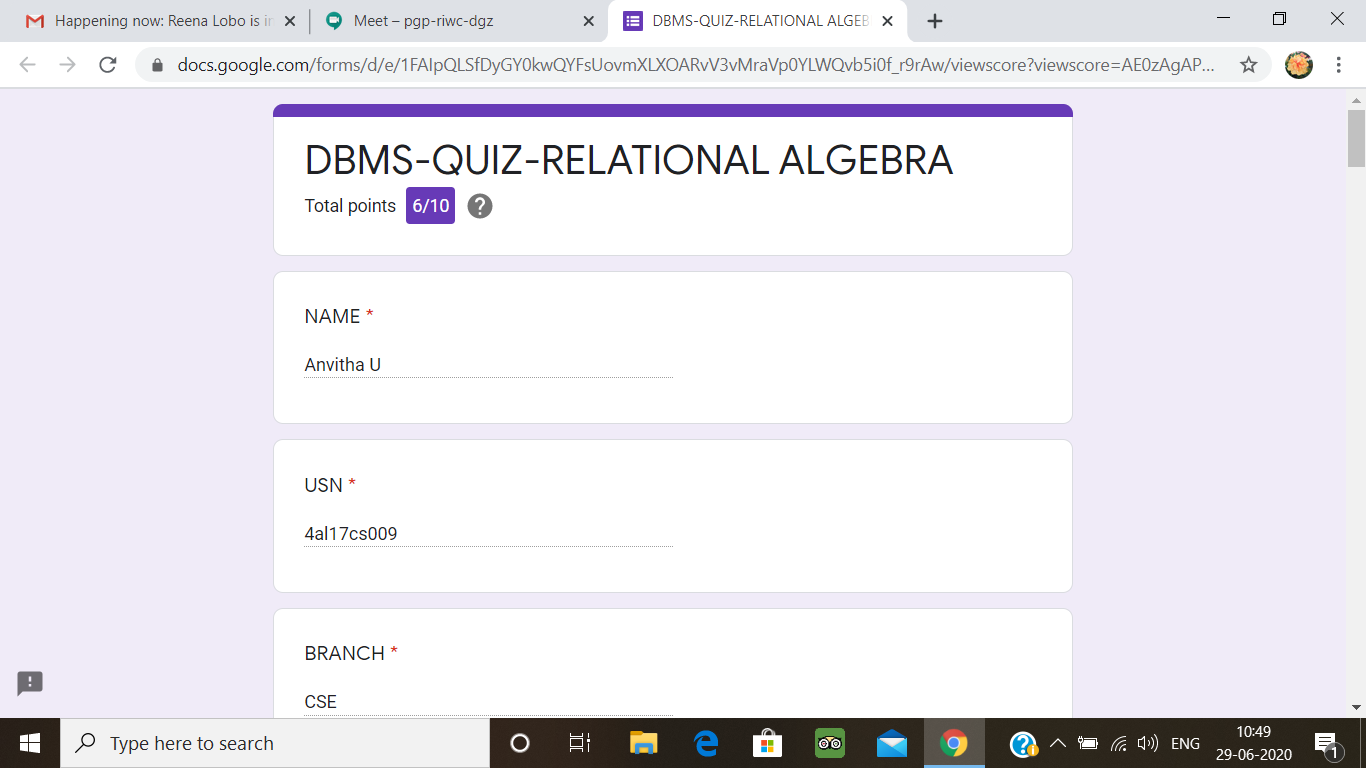 Happening now: Reena Lobo is in
Meet – pgp-riwc-dgz
DBMS-QUIZ-RELATIONAL ALGEB
docs.google.com/forms/d/e/1FAIpQLSfDyGY0kwQYFsUovmXLXOARvV3vMraVp0YLWQvb5i0f_r9rAw/viewscore?viewscore=AE0zAgAP...
DBMS-QUIZ-RELATIONAL ALGEBRA
Total points 6/10 ?
NAME *
Anvitha U
USN *
4al17cs009
BRANCH *
CSE
Type here to search
ENG
10:49
29-06-2020
1